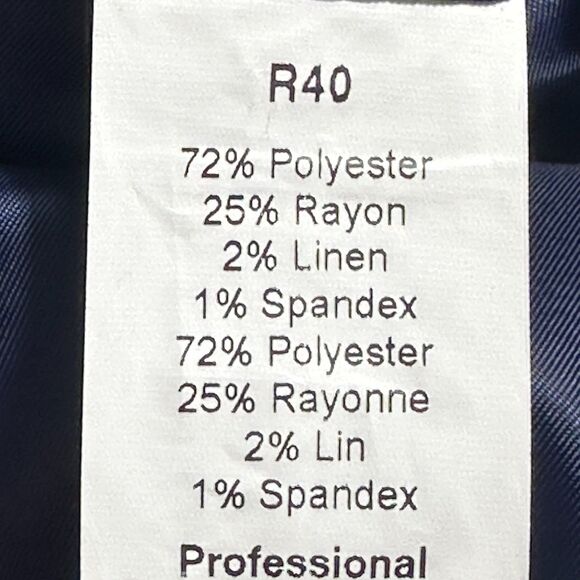 R40
72% Polyester
25% Rayon
2% Linen
1% Spandex
72% Polyester
25% Rayonne
2% Lin
1% Spandex
Professional